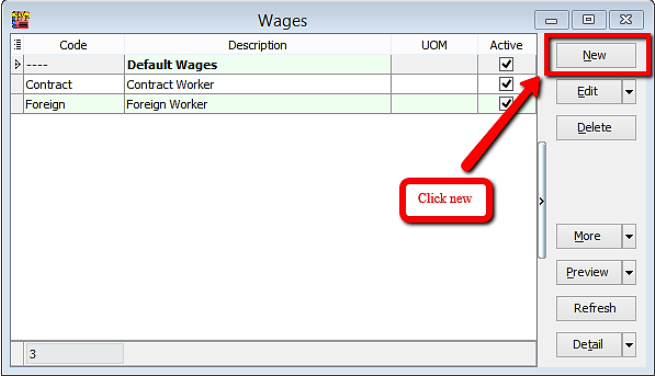 Wages
Code Description UOM Active
---- Default Wages
Contract Contract Worker
Foreign Foreign Worker
3
New
Edit
Delete
More
Preview
Refresh
Detail
Click new